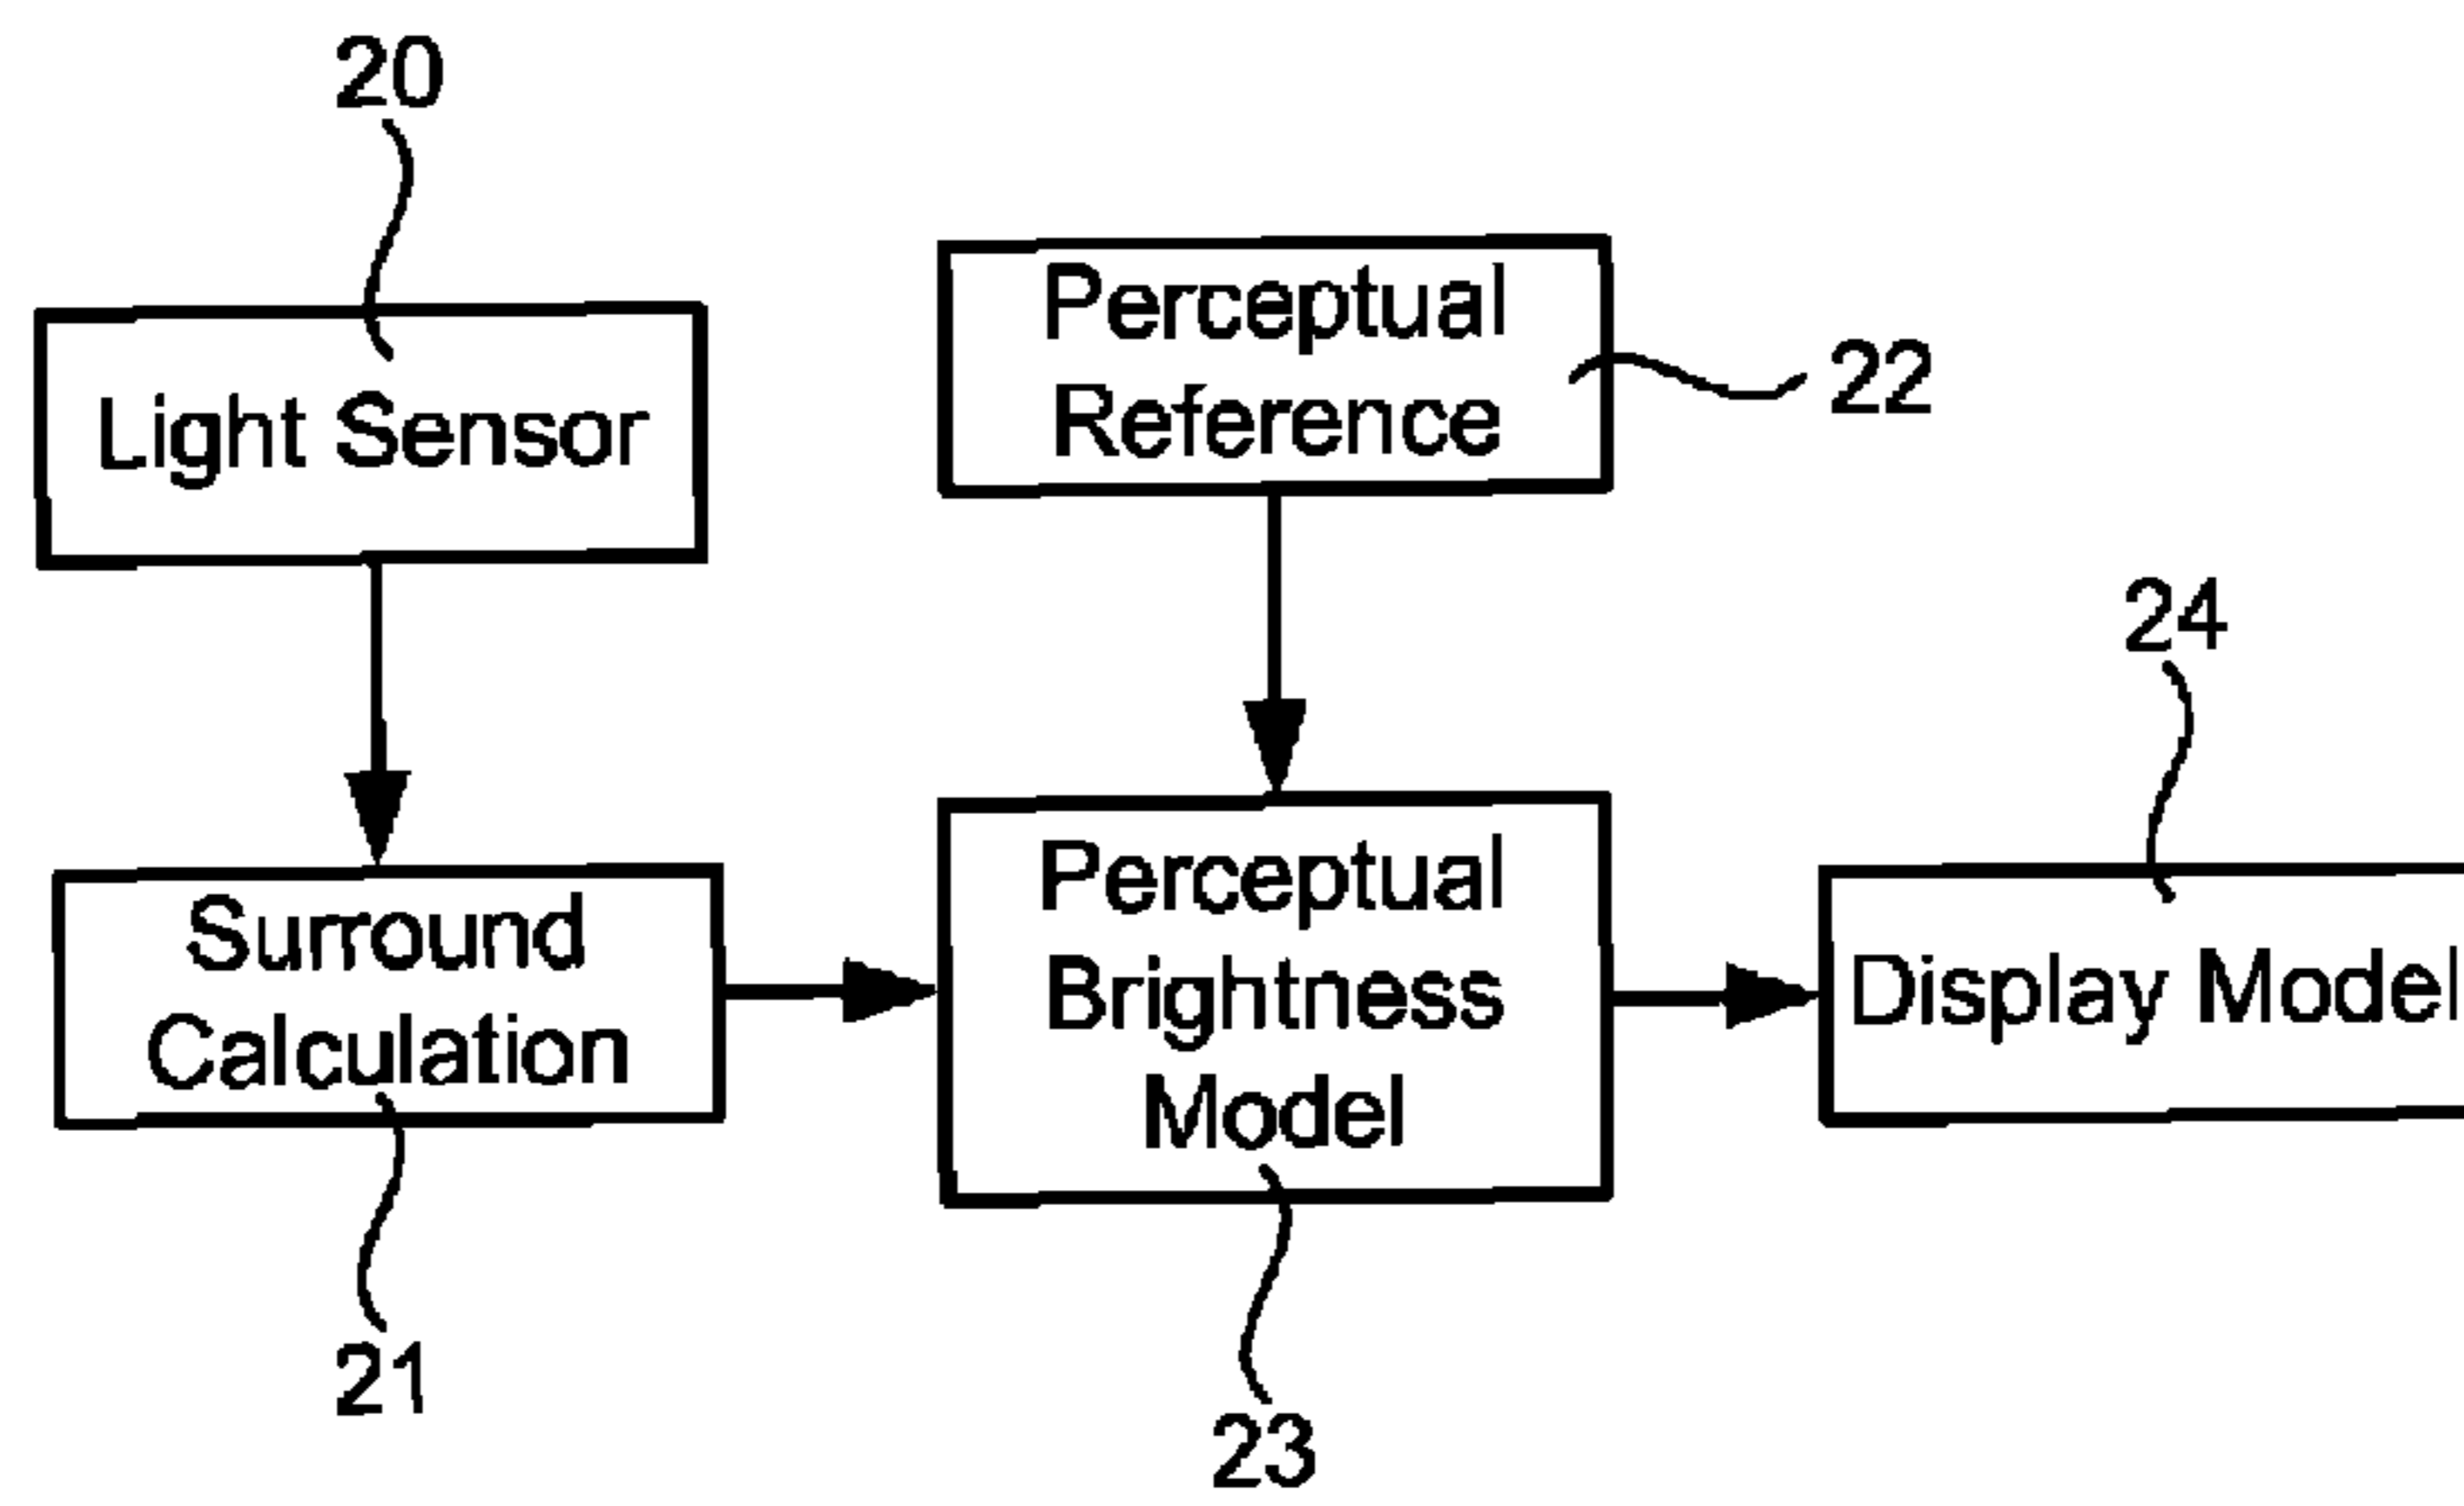 20
Light Sensor
Perceptual
Reference
22
24
Surround
Calculation
21
Perceptual
Brightness
Model
23
Display Model